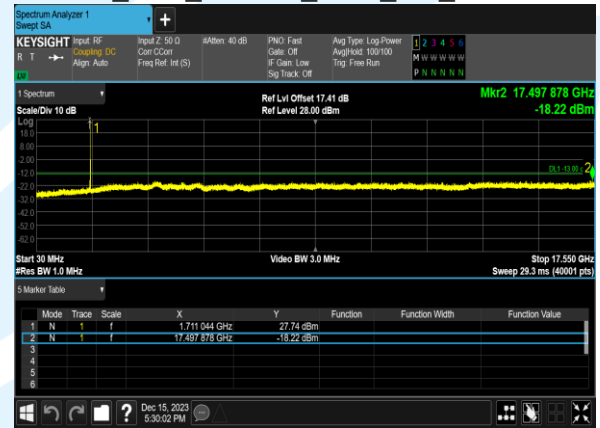 Spectrum Analyzer 1
Swept SA
+
KEYSIGHT Input: RF Input Z: 50 Ω #Atten: 40 dB PNO: Fast Avg Type: Log-Power 1 2 3 4 5 6
R T Coupling: DC Corr CCorr Gate: Off Avg|Hold: 100/100 M W W W W W
Align: Auto Freq Ref: Int (S) IF Gain: Low Trig: Free Run
LV Sig Track: Off P N N N N N
1 Spectrum Ref Lvl Offset 17.41 dB Mkr2 17.497 878 GHz
Scale/Div 10 dB Ref Level 28.00 dBm -18.22 dBm
Log
1
18.0
8.00
-2.00
DL1 -13.00
2
-12.0
-22.0
-32.0
-42.0
-52.0
-62.0
Start 30 MHz Video BW 3.0 MHz Stop 17.550 GHz
#Res BW 1.0 MHz Sweep 29.3 ms (40001 pts)
5 Marker Table
Mode Trace Scale X Y Function Function Width Function Value
1 N 1 f 1.711 044 GHz 27.74 dBm
2 N 1 f 17.497 878 GHz -18.22 dBm
3
4
5
6
? Dec 15, 2023
5:30:02 PM